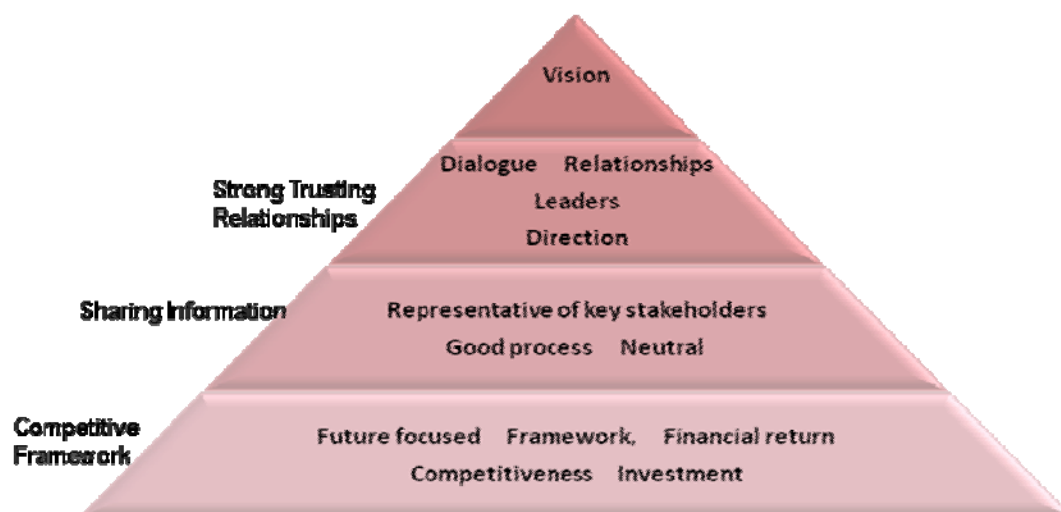 Vision
Strong Trusting
Relationships
Dialogue Relationships
Leaders
Direction
Sharing Information
Representative of key stakeholders
Good process Neutral
Competitive
Framework
Future focused Framework, Financial return
Competitiveness Investment